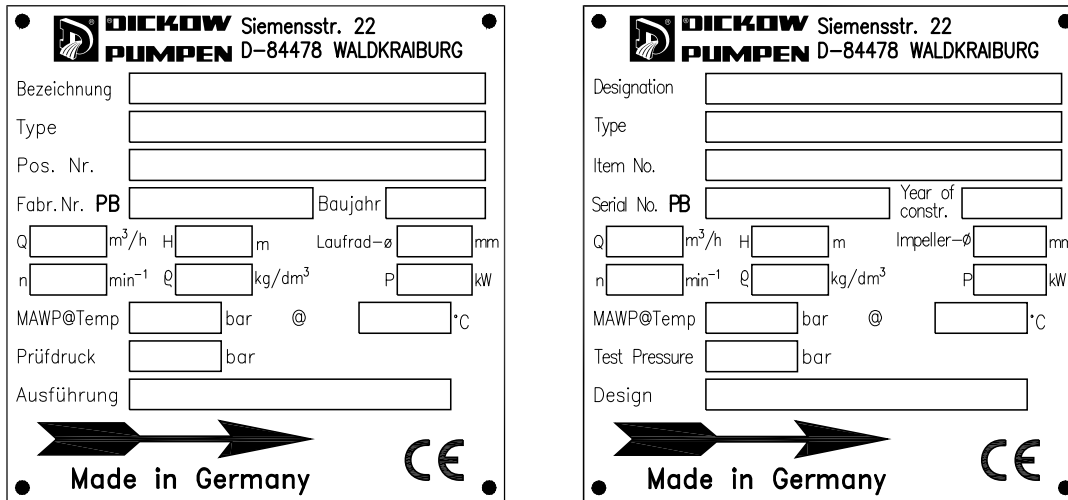 DICKOW Siemensstr. 22
PUMPEN D-84478 WALDKRAIBURG
Bezeichnung
Type
Pos. Nr.
Fabr.Nr. PB Baujahr
Q m³/h H m Laufrad-ø mm
n min⁻¹ ϱ kg/dm³ P kW
MAWP@Temp bar @ °C
Prüfdruck bar
Ausführung
CE
Made in Germany
DICKOW Siemensstr. 22
PUMPEN D-84478 WALDKRAIBURG
Designation
Type
Item No.
Serial No. PB Year of
constr.
Q m³/h H m Impeller-ø mm
n min⁻¹ ϱ kg/dm³ P kW
MAWP@Temp bar @ °C
Test Pressure bar
Design
CE
Made in Germany